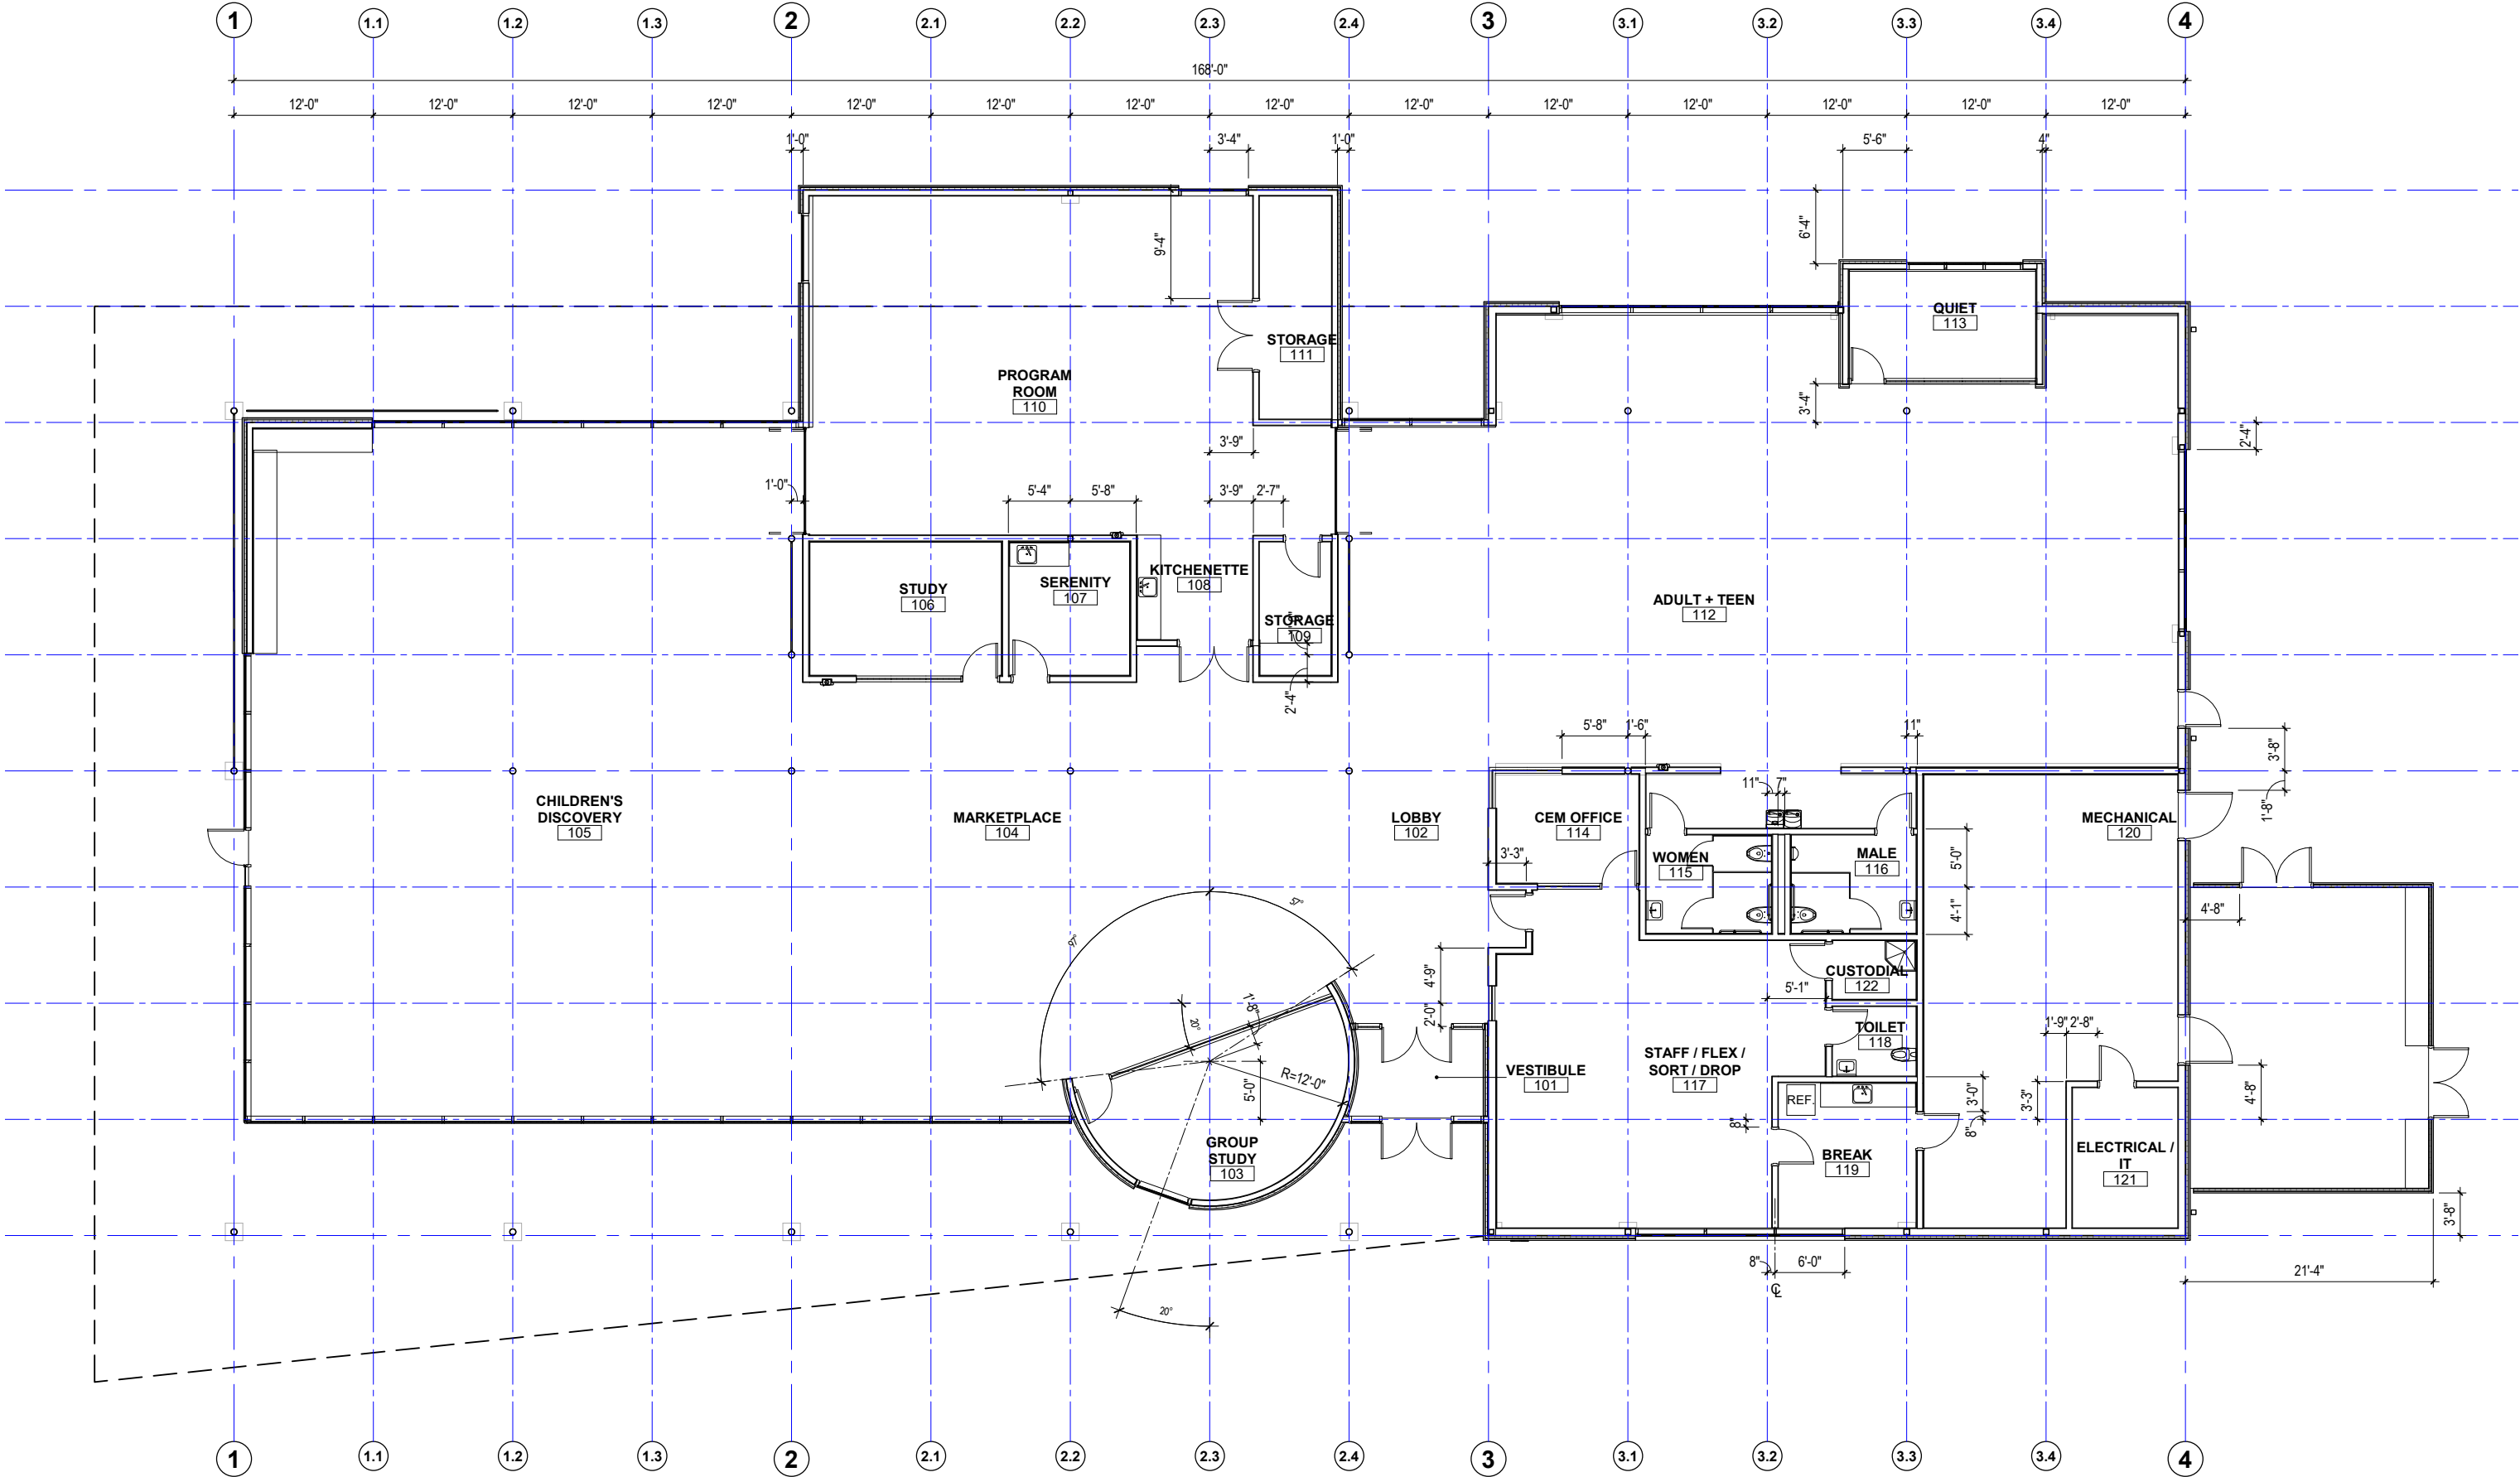 1 1.1 1.2 1.3 2 2.1 2.2 2.3 2.4 3 3.1 3.2 3.3 3.4 4
168'-0"
12'-0" 12'-0" 12'-0" 12'-0" 12'-0" 12'-0" 12'-0" 12'-0" 12'-0" 12'-0" 12'-0" 12'-0" 12'-0" 12'-0"
1'-0" 3'-4" 1'-0" 5'-6" 4"
6'-4"
9'-4"
QUIET
113
STORAGE
111
PROGRAM
ROOM
110
3'-4"
2'-4"
3'-9"
1'-0" 5'-4" 5'-8" 3'-9" 2'-7"
KITCHENETTE
108
SERENITY
107
STUDY
106
STORAGE
109
ADULT + TEEN
112
2'-4"
5'-8" 1'-6" 11"
3'-8"
11" 7"
1'-8"
CHILDREN'S
DISCOVERY
105
MARKETPLACE
104
LOBBY
102
CEM OFFICE
114
MECHANICAL
120
3'-3"
WOMEN
115
MALE
116
5'-0"
57°
97°
4'-8"
4'-1"
4'-9"
CUSTODIAL
122
5'-1"
2'-0"
1'-8"
20°
TOILET
118
1'-9" 2'-8"
STAFF / FLEX /
SORT / DROP
117
VESTIBULE
101
R=12'-0"
5'-0"
REF.
3'-0"
3'-3"
4'-8"
8"
8"
GROUP
STUDY
103
BREAK
119
ELECTRICAL /
IT
121
3'-8"
8" 6'-0"
21'-4"
℄
20°
1 1.1 1.2 1.3 2 2.1 2.2 2.3 2.4 3 3.1 3.2 3.3 3.4 4